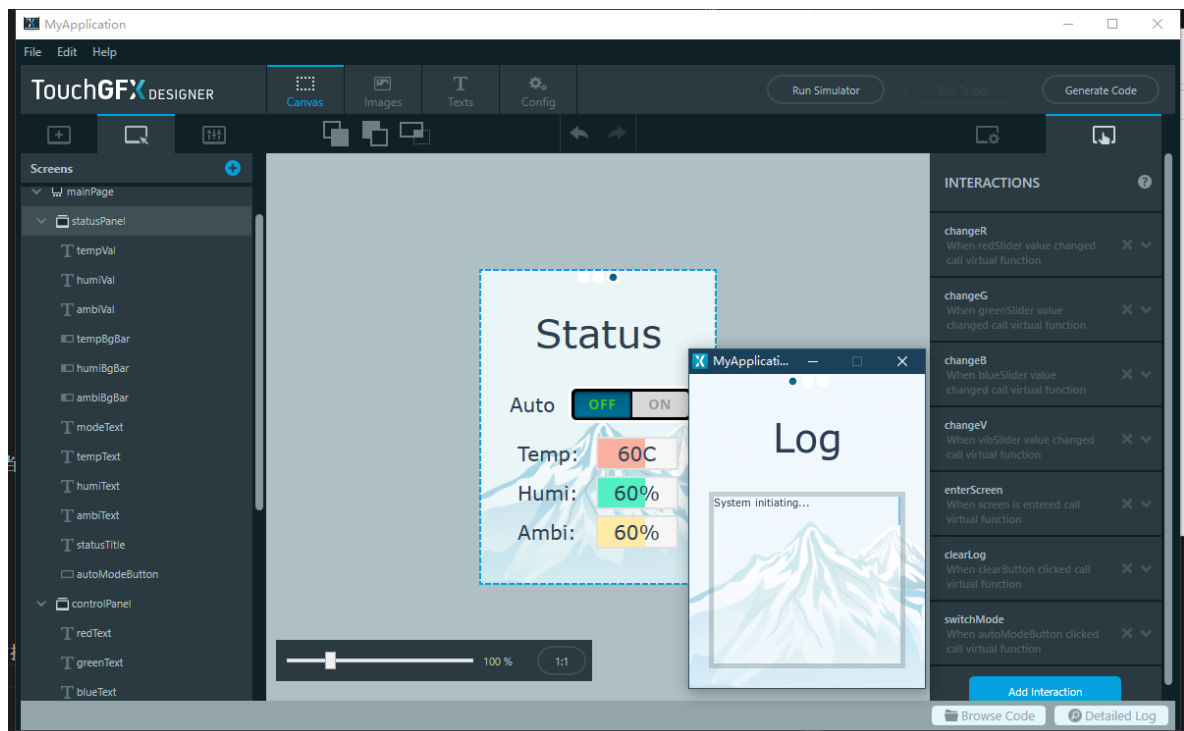 MyApplication
File Edit Help
TouchGFX DESIGNER
Canvas
Images
Texts
Config
Run Simulator
Run Target
Generate Code
Screens
mainPage
statusPanel
tempVal
humiVal
ambiVal
tempBgBar
humiBgBar
ambiBgBar
modeText
tempText
humiText
ambiText
statusTitle
autoModeButton
controlPanel
redText
greenText
blueText
Status
Auto OFF ON
Temp: 60C
Humi: 60%
Ambi: 60%
100 %
1:1
MyApplicati...
Log
System initiating...
INTERACTIONS
changeR
When redSlider value changed
call virtual function
changeG
When greenSlider value
changed call virtual function
changeB
When blueSlider value
changed call virtual function
changeV
When vibSlider value changed
call virtual function
enterScreen
When screen is entered call
virtual function
clearLog
When clearButton clicked call
virtual function
switchMode
When autoModeButton clicked
call virtual function
Add Interaction
Browse Code
Detailed Log